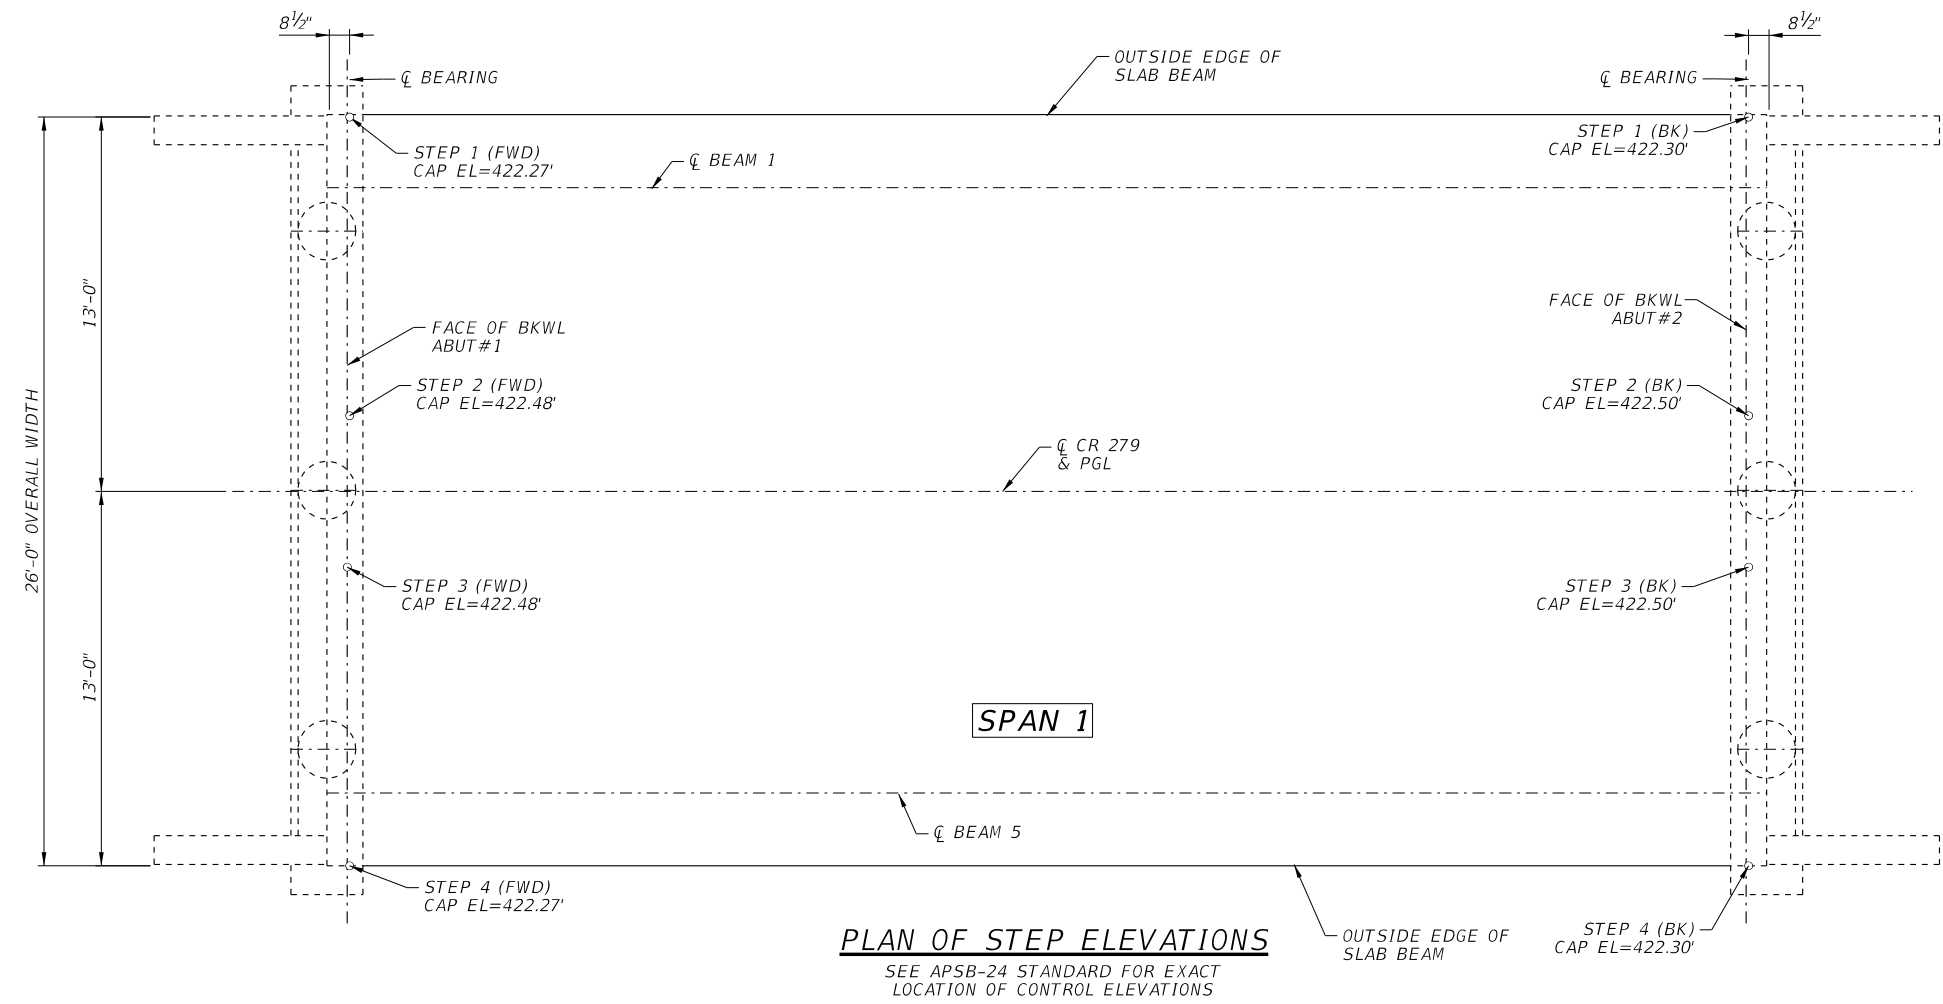 8½"
8½"
℄ BEARING
OUTSIDE EDGE OF
SLAB BEAM
℄ BEARING
STEP 1 (FWD)
CAP EL=422.27'
℄ BEAM 1
STEP 1 (BK)
CAP EL=422.30'
13'-0"
FACE OF BKWL
ABUT#1
FACE OF BKWL
ABUT#2
STEP 2 (FWD)
CAP EL=422.48'
STEP 2 (BK)
CAP EL=422.50'
26'-0" OVERALL WIDTH
℄ CR 279
& PGL
STEP 3 (FWD)
CAP EL=422.48'
STEP 3 (BK)
CAP EL=422.50'
13'-0"
SPAN 1
℄ BEAM 5
STEP 4 (FWD)
CAP EL=422.27'
OUTSIDE EDGE OF
SLAB BEAM
STEP 4 (BK)
CAP EL=422.30'
PLAN OF STEP ELEVATIONS
SEE APSB-24 STANDARD FOR EXACT
LOCATION OF CONTROL ELEVATIONS